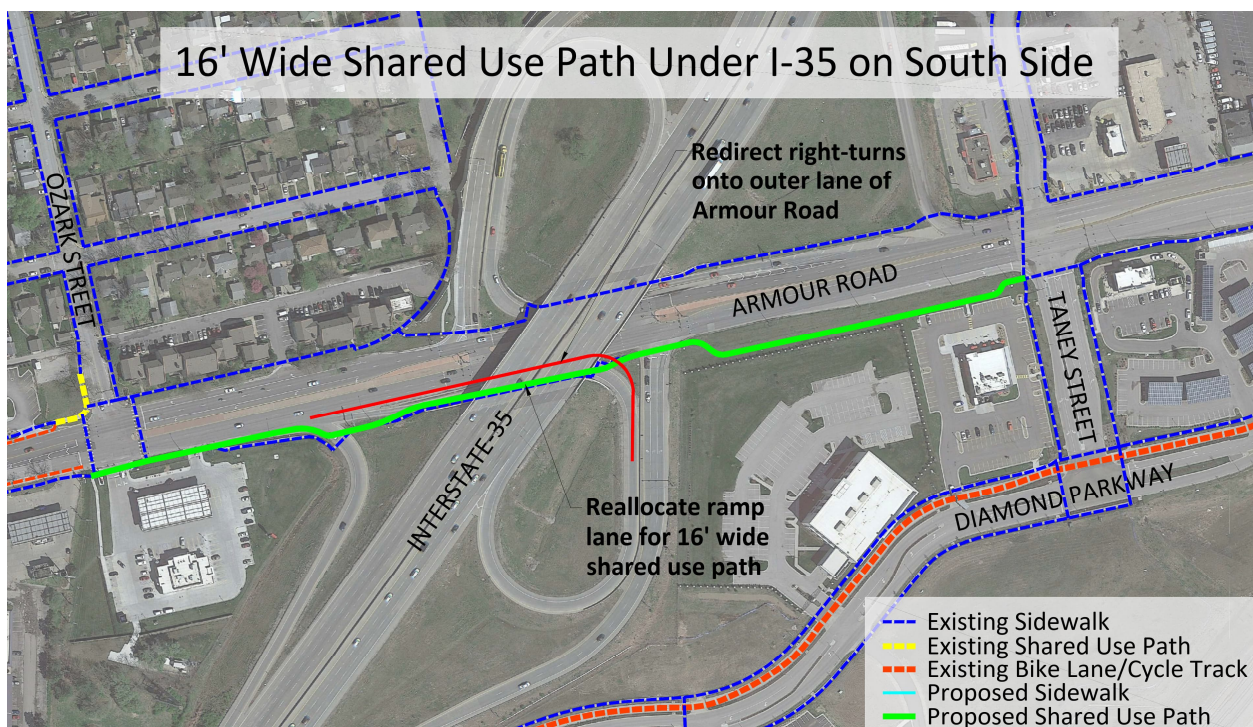 16' Wide Shared Use Path Under I-35 on South Side
Redirect right-turns
onto outer lane of
Armour Road
OZARK STREET
ARMOUR ROAD
TANEY STREET
INTERSTATE-35
Reallocate ramp
lane for 16' wide
shared use path
DIAMOND PARKWAY
Existing Sidewalk
Existing Shared Use Path
Existing Bike Lane/Cycle Track
Proposed Sidewalk
Proposed Shared Use Path